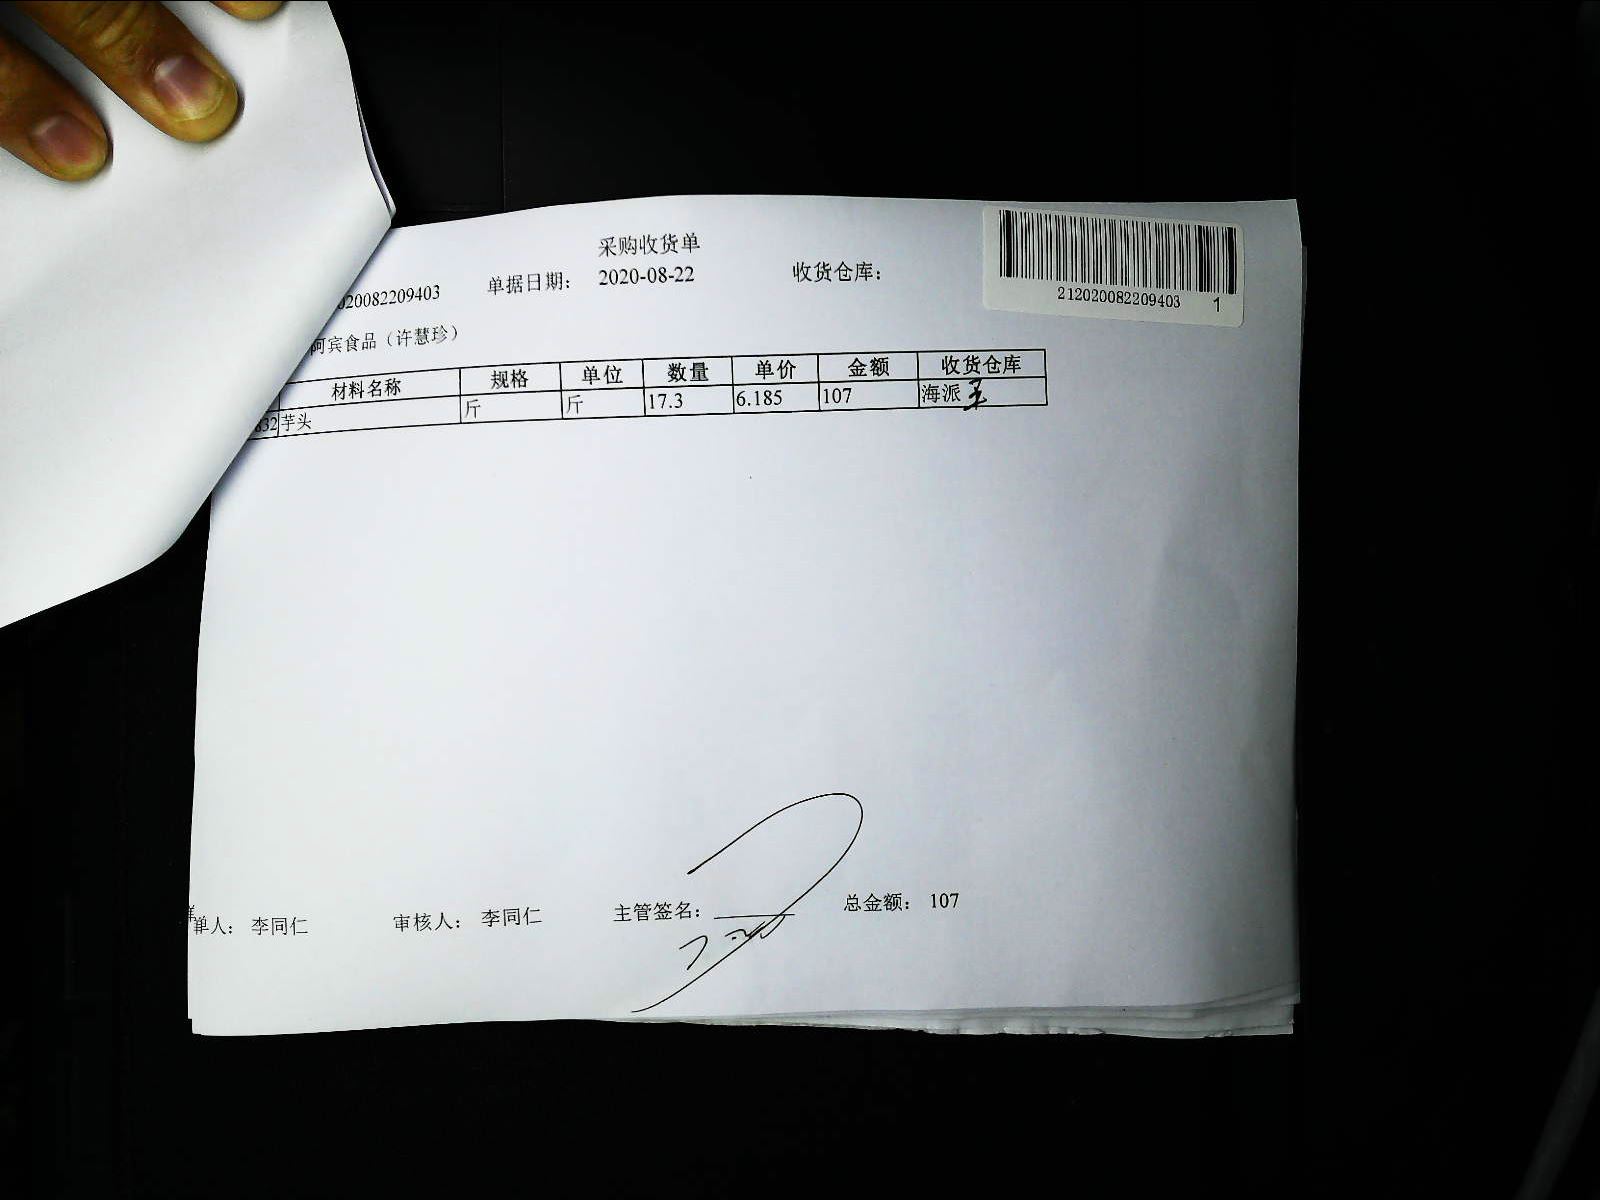 采购收货单
020082209403 单据日期： 2020-08-22 收货仓库：
212020082209403 1
阿宾食品（许慧珍）
材料名称 规格 单位 数量 单价 金额 收货仓库
832 芋头 斤 斤 17.3 6.185 107 海派
单人： 李同仁 审核人： 李同仁 主管签名： 总金额： 107